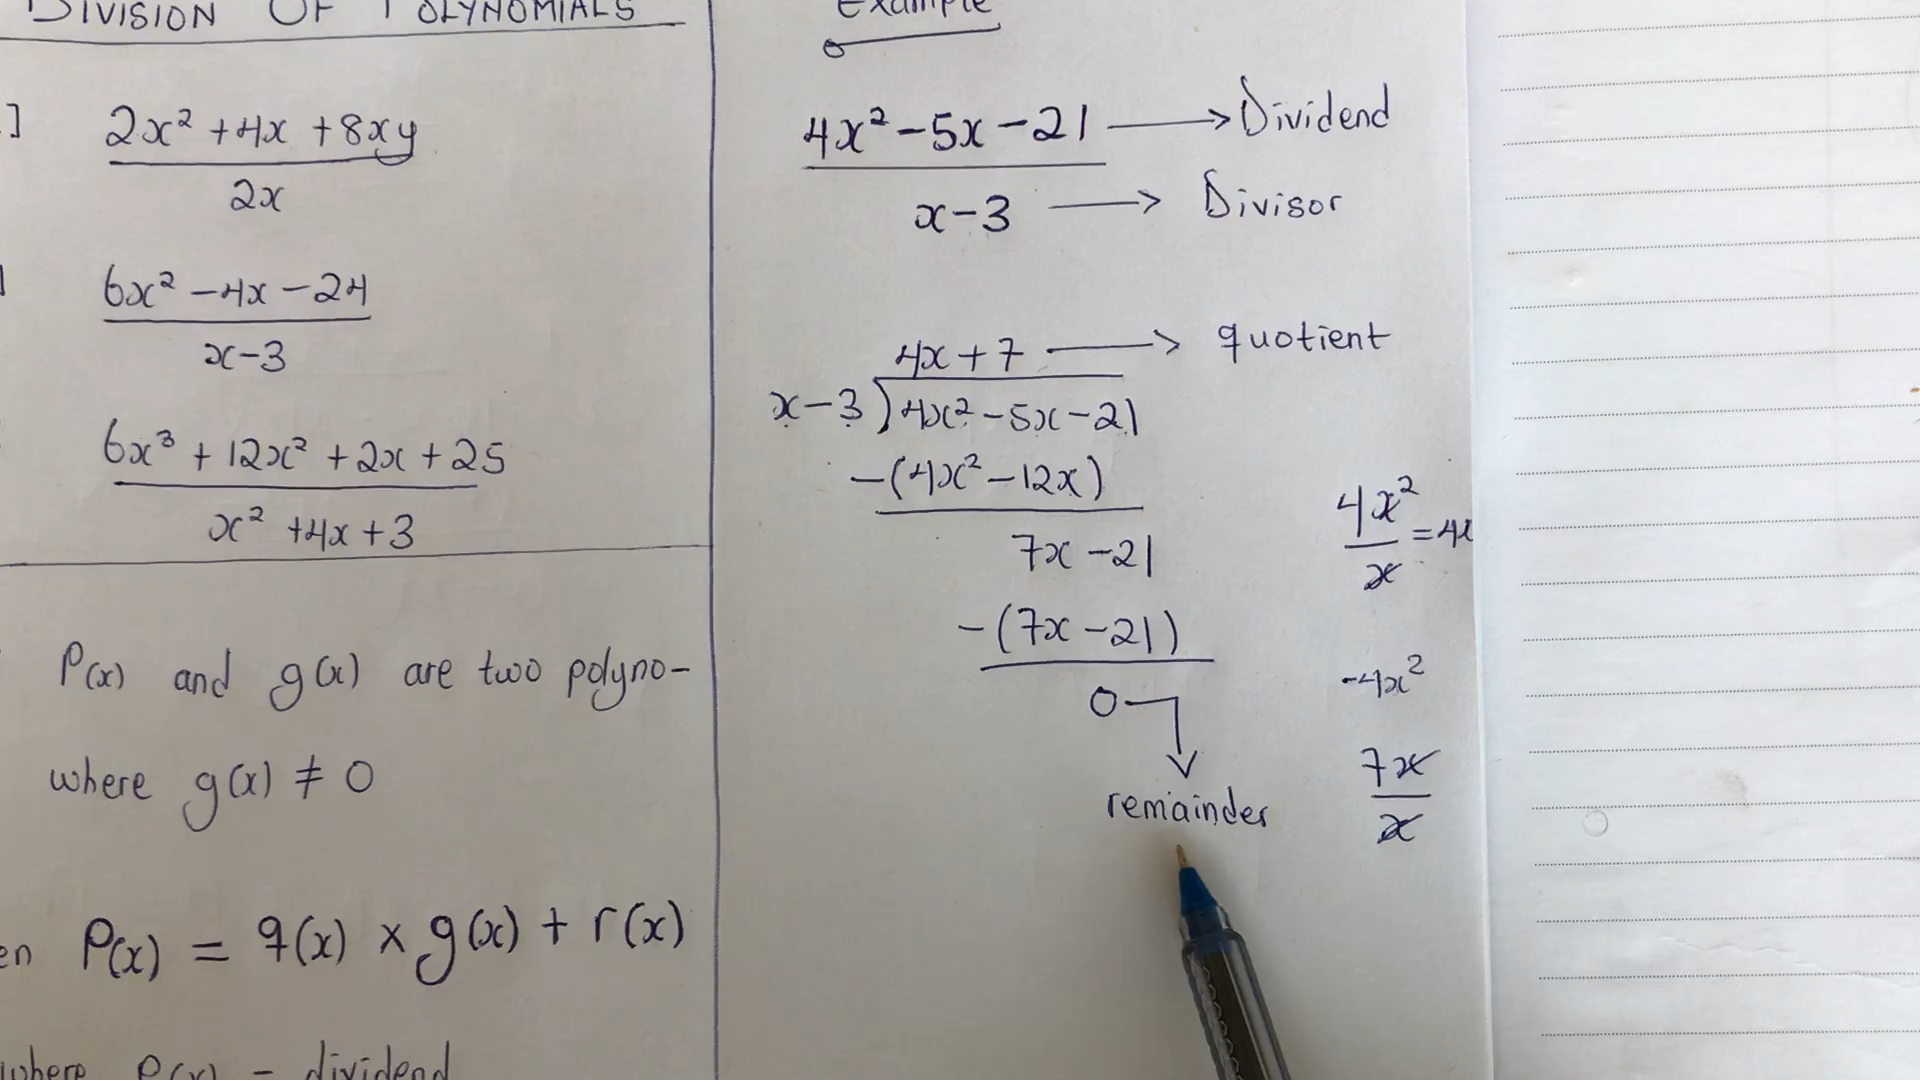 DIVISION OF POLYNOMIALS
]
2x² + 4x + 8xy
2x
]
6x² - 4x - 24
x - 3
6x³ + 12x² + 2x + 25
x² + 4x + 3
P(x) and g(x) are two polyno-
where g(x) ≠ 0
en P(x) = q(x) × g(x) + r(x)
where P(x) - dividend
Example
4x² - 5x - 21 → Dividend
x - 3 → Divisor
4x + 7 → quotient
x - 3 ) 4x² - 5x - 21
- (4x² - 12x)
7x - 21
- (7x - 21)
0
remainder
4x²
= 4x
x
-4x²
7x
x